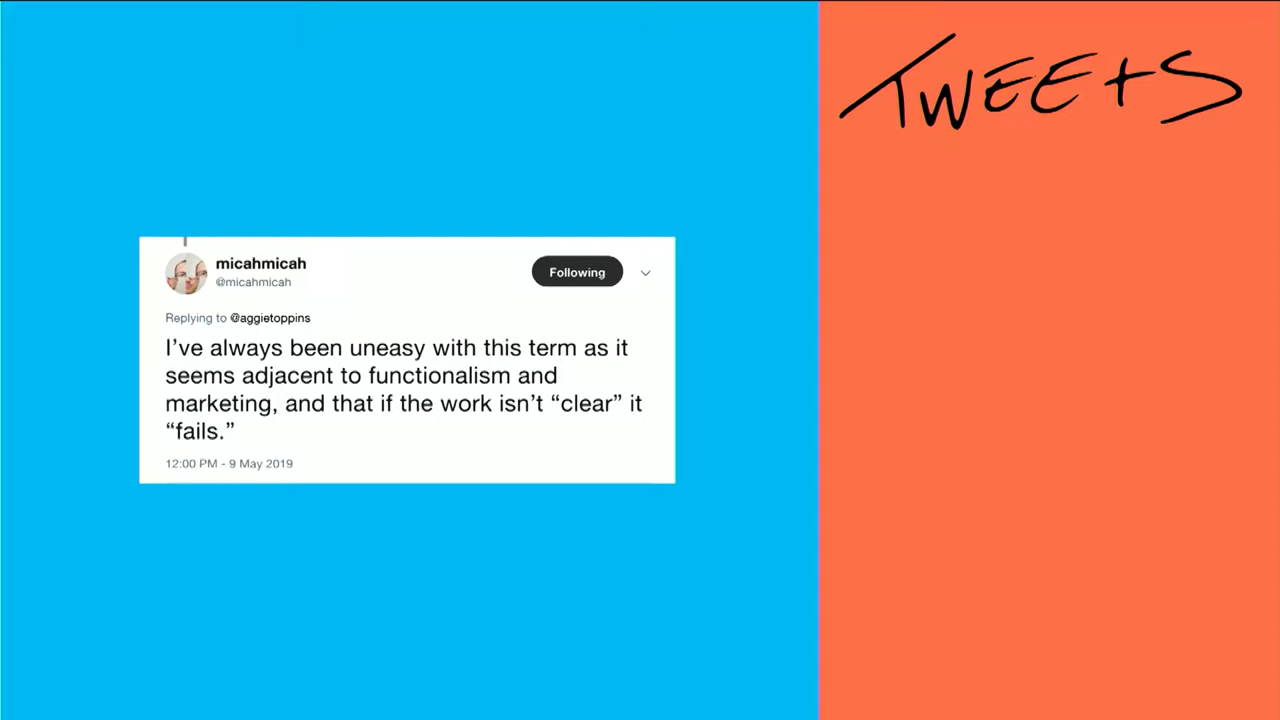 TWEEtS
micahmicah
@micahmicah
Following
Replying to @aggietoppins
I’ve always been uneasy with this term as it
seems adjacent to functionalism and
marketing, and that if the work isn’t “clear” it
“fails.”
12:00 PM - 9 May 2019